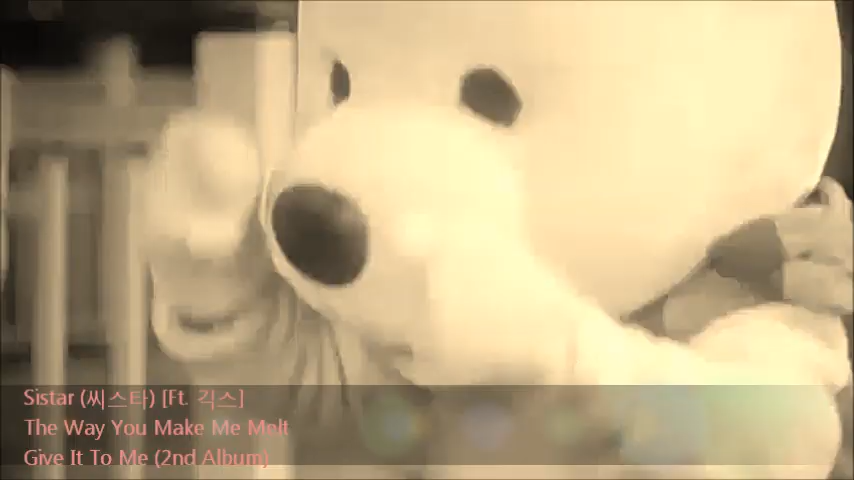 Sistar (씨스타) [Ft. 긱스]
The Way You Make Me Melt
Give It To Me (2nd Album)